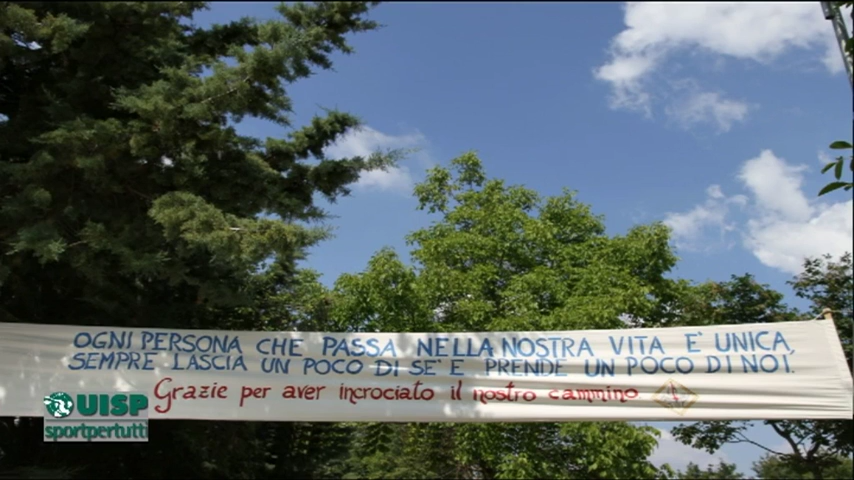 OGNI PERSONA CHE PASSA NELLA NOSTRA VITA E' UNICA,
SEMPRE LASCIA UN POCO DI SE' E PRENDE UN POCO DI NOI.
Grazie per aver incrociato il nostro cammino
UISP
sportpertutti